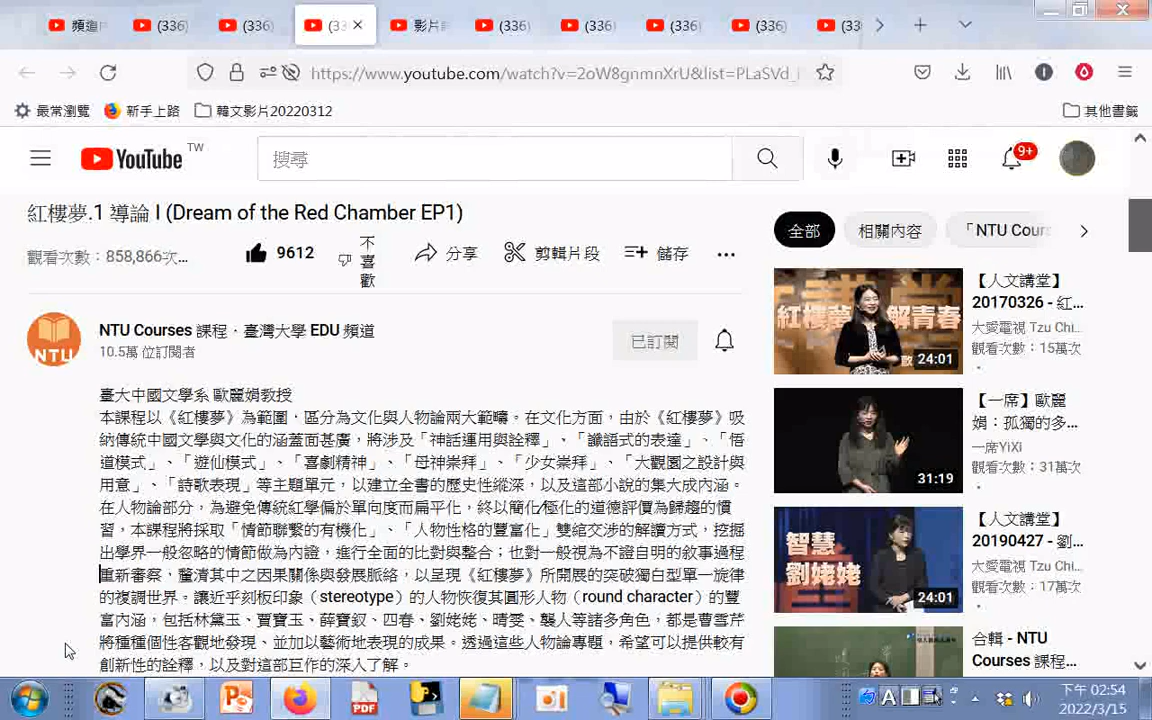 頻道
(336)
(336)
(33
影片
(336)
(336)
(336)
(336)
(33
https://www.youtube.com/watch?v=2oW8gnmnXrU&list=PLaSVd_
最常瀏覽
新手上路
韓文影片20220312
其他書籤
YouTube TW
搜尋
9+
紅樓夢.1 導論 I (Dream of the Red Chamber EP1)
觀看次數：858,866次...
9612
不喜歡
分享
剪輯片段
儲存
全部
相關內容
「NTU Cours
NTU Courses 課程．臺灣大學 EDU 頻道
10.5萬 位訂閱者
已訂閱
NTU
臺大中國文學系 歐麗娟教授
本課程以《紅樓夢》為範圍，區分為文化與人物論兩大範疇。在文化方面，由於《紅樓夢》吸
納傳統中國文學與文化的涵蓋面甚廣，將涉及「神話運用與詮釋」、「讖語式的表達」、「悟
道模式」、「遊仙模式」、「喜劇精神」、「母神崇拜」、「少女崇拜」、「大觀園之設計與
用意」、「詩歌表現」等主題單元，以建立全書的歷史性縱深，以及這部小說的集大成內涵。
在人物論部分，為避免傳統紅學偏於單向度而扁平化，終以簡化/極化的道德評價為歸趨的慣
習，本課程將採取「情節聯繫的有機化」、「人物性格的豐富化」雙綰交涉的解讀方式，挖掘
出學界一般忽略的情節做為內證，進行全面的比對與整合；也對一般視為不證自明的敘事過程
重新審察，釐清其中之因果關係與發展脈絡，以呈現《紅樓夢》所開展的突破獨白型單一旋律
的複調世界。讓近乎刻板印象（stereotype）的人物恢復其圓形人物（round character）的豐
富內涵，包括林黛玉、賈寶玉、薛寶釵、四春、劉姥姥、晴雯、襲人等諸多角色，都是曹雪芹
將種種個性客觀地發現、並加以藝術地表現的成果。透過這些人物論專題，希望可以提供較有
創新性的詮釋，以及對這部巨作的深入了解。
紅樓夢
解青春
24:01
【人文講堂】
20170326 - 紅...
大愛電視 Tzu Chi...
觀看次數：15萬次
31:19
【一席】歐麗
娟：孤獨的多...
一席YiXi
觀看次數：31萬次
智慧
劉姥姥
24:01
【人文講堂】
20190427 - 劉...
大愛電視 Tzu Chi...
觀看次數：17萬次
合輯 - NTU
Courses 課程...
PDF
A
下午 02:54
2022/3/15